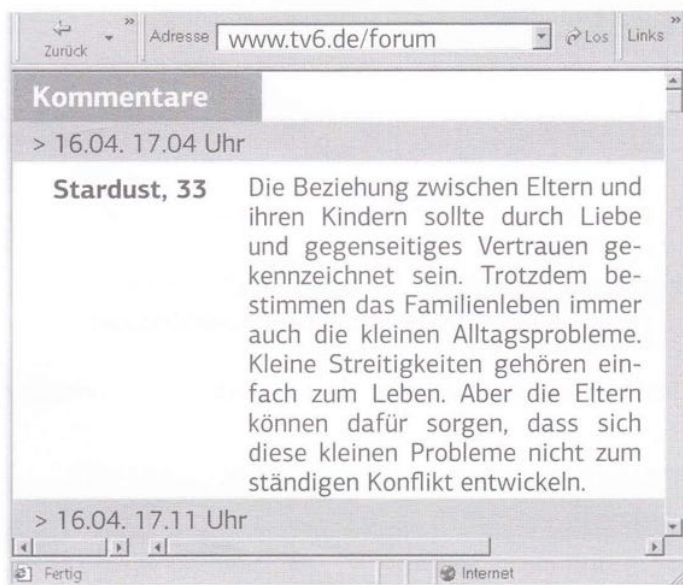 Zurück
»
Adresse
www.tv6.de/forum
Los
Links
»
Kommentare
> 16.04. 17.04 Uhr
Stardust, 33
Die Beziehung zwischen Eltern und
ihren Kindern sollte durch Liebe
und gegenseitiges Vertrauen ge-
kennzeichnet sein. Trotzdem be-
stimmen das Familienleben immer
auch die kleinen Alltagsprobleme.
Kleine Streitigkeiten gehören ein-
fach zum Leben. Aber die Eltern
können dafür sorgen, dass sich
diese kleinen Probleme nicht zum
ständigen Konflikt entwickeln.
> 16.04. 17.11 Uhr
Fertig
Internet